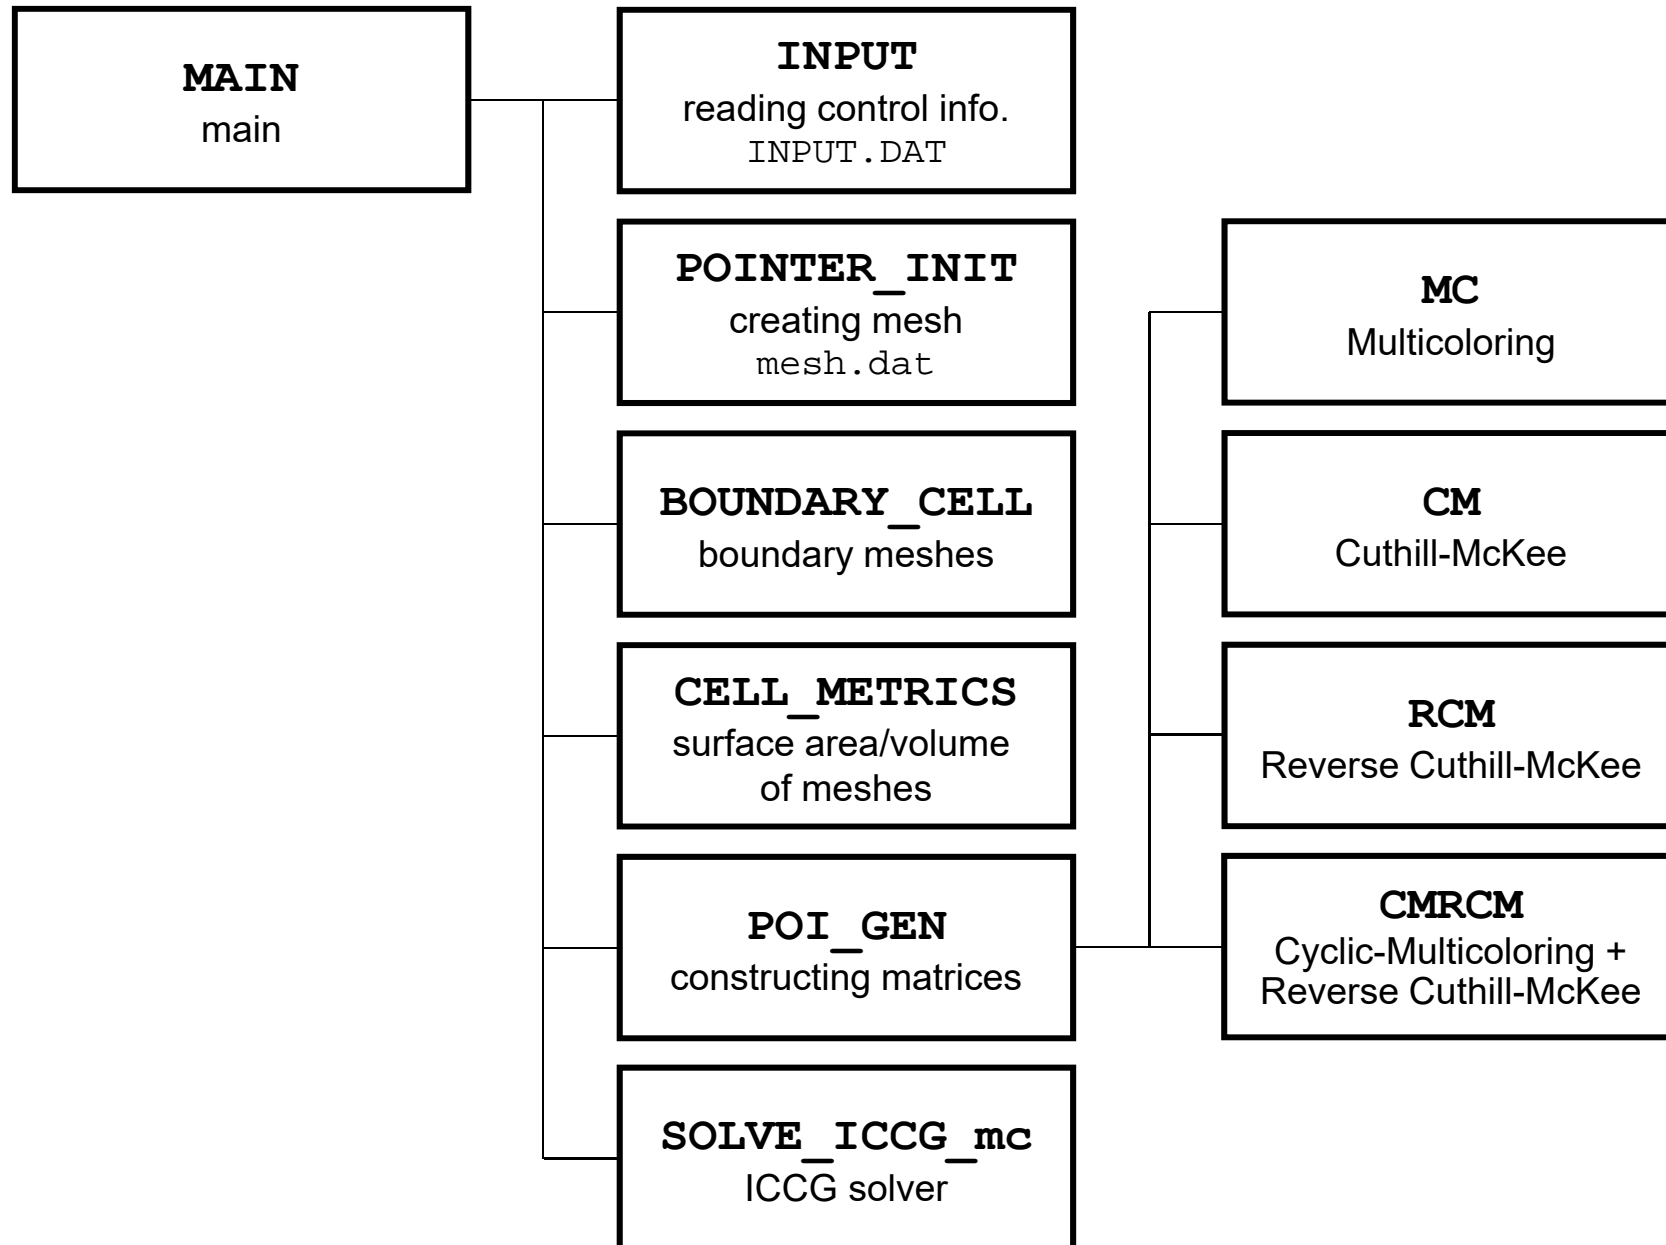 MAIN
main
INPUT
reading control info.
INPUT.DAT
POINTER_INIT
creating mesh
mesh.dat
BOUNDARY_CELL
boundary meshes
CELL_METRICS
surface area/volume
of meshes
POI_GEN
constructing matrices
SOLVE_ICCG_mc
ICCG solver
MC
Multicoloring
CM
Cuthill-McKee
RCM
Reverse Cuthill-McKee
CMRCM
Cyclic-Multicoloring +
Reverse Cuthill-McKee